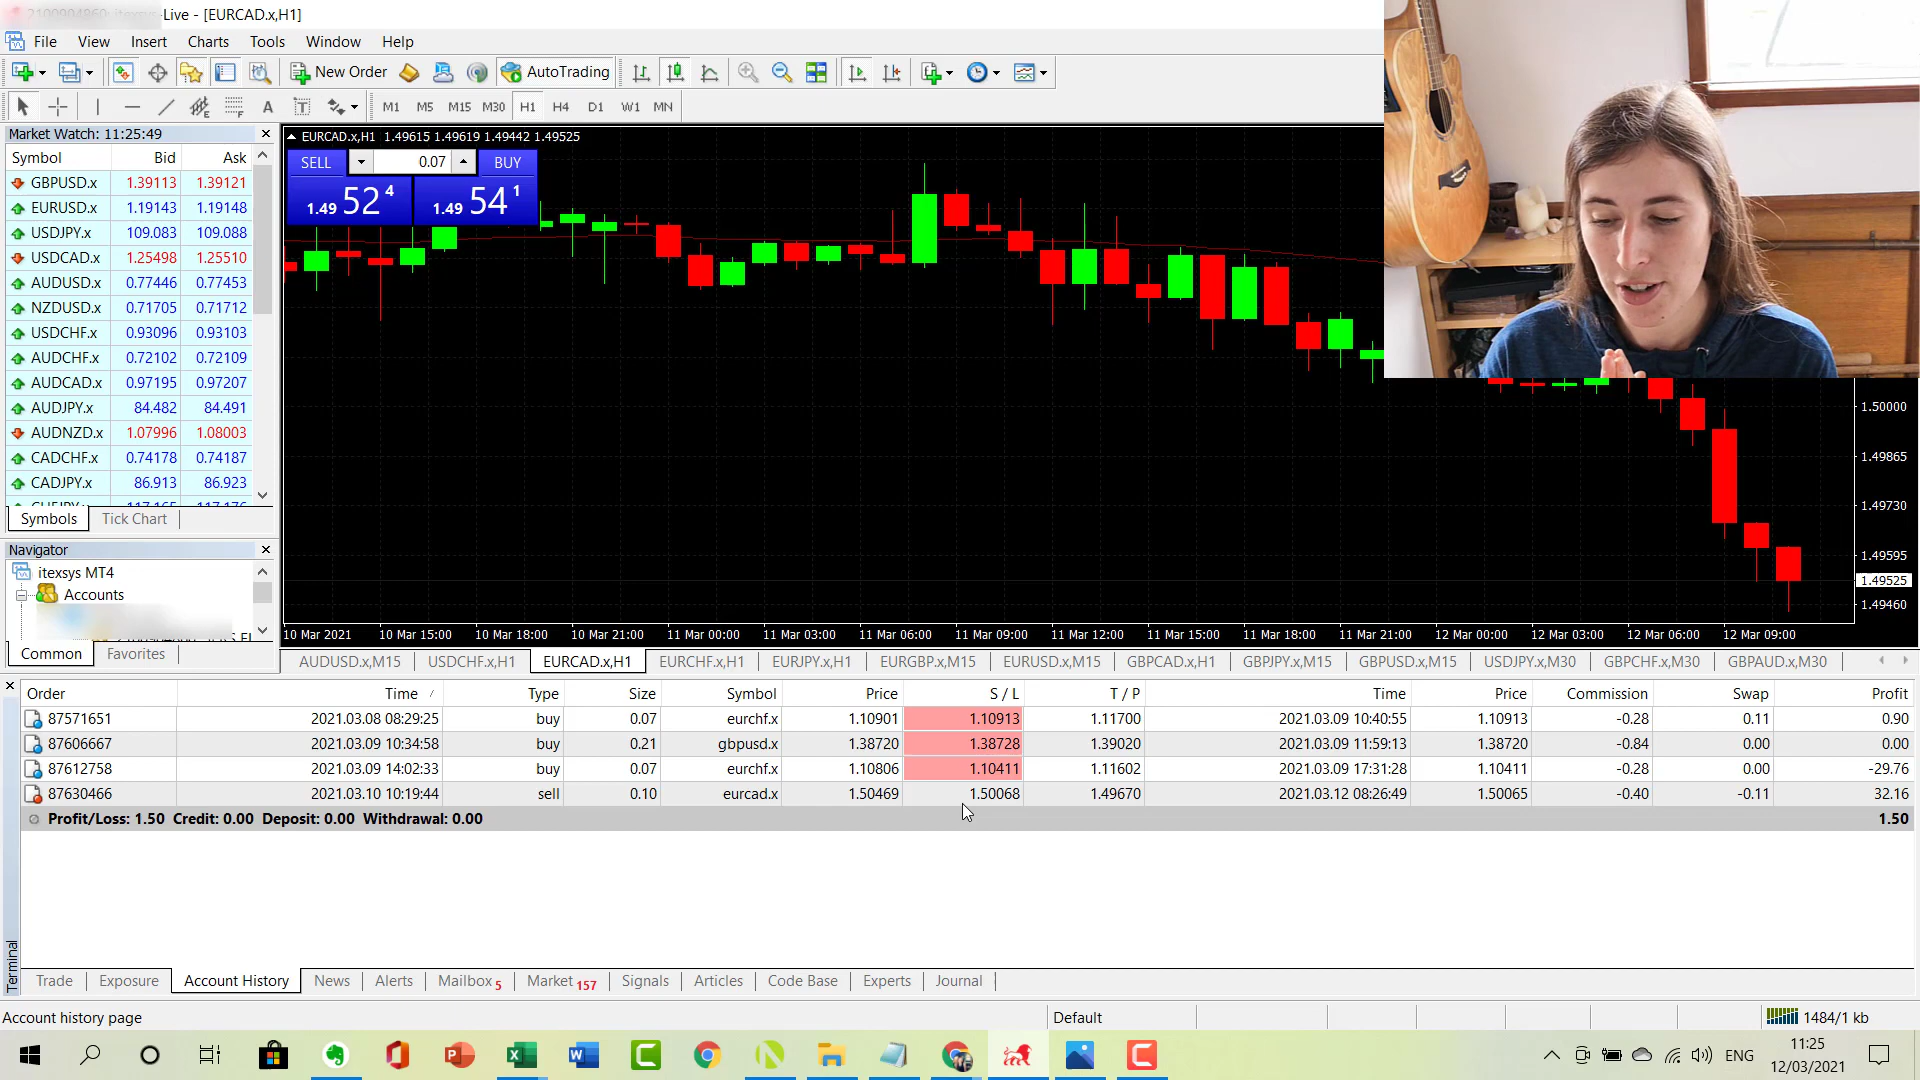 -Live - [EURCAD.x,H1]
File View Insert Charts Tools Window Help
New Order AutoTrading
A T M1 M5 M15 M30 H1 H4 D1 W1 MN
Market Watch: 11:25:49
Symbol Bid Ask
GBPUSD.x 1.39113 1.39121
EURUSD.x 1.19143 1.19148
USDJPY.x 109.083 109.088
USDCAD.x 1.25498 1.25510
AUDUSD.x 0.77446 0.77453
NZDUSD.x 0.71705 0.71712
USDCHF.x 0.93096 0.93103
AUDCHF.x 0.72102 0.72109
AUDCAD.x 0.97195 0.97207
AUDJPY.x 84.482 84.491
AUDNZD.x 1.07996 1.08003
CADCHF.x 0.74178 0.74187
CADJPY.x 86.913 86.923
Symbols Tick Chart
Navigator
itexsys MT4
Accounts
Common Favorites
EURCAD.x,H1 1.49615 1.49619 1.49442 1.49525
SELL 0.07 BUY
1.49 52 4 1.49 54 1
1.50000
1.49865
1.49730
1.49595
1.49525
1.49460
10 Mar 2021 10 Mar 15:00 10 Mar 18:00 10 Mar 21:00 11 Mar 00:00 11 Mar 03:00 11 Mar 06:00 11 Mar 09:00 11 Mar 12:00 11 Mar 15:00 11 Mar 18:00 11 Mar 21:00 12 Mar 00:00 12 Mar 03:00 12 Mar 06:00 12 Mar 09:00
AUDUSD.x,M15 USDCHF.x,H1 EURCAD.x,H1 EURCHF.x,H1 EURJPY.x,H1 EURGBP.x,M15 EURUSD.x,M15 GBPCAD.x,H1 GBPJPY.x,M15 GBPUSD.x,M15 USDJPY.x,M30 GBPCHF.x,M30 GBPAUD.x,M30
Order Time Type Size Symbol Price S / L T / P Time Price Commission Swap Profit
87571651 2021.03.08 08:29:25 buy 0.07 eurchf.x 1.10901 1.10913 1.11700 2021.03.09 10:40:55 1.10913 -0.28 0.11 0.90
87606667 2021.03.09 10:34:58 buy 0.21 gbpusd.x 1.38720 1.38728 1.39020 2021.03.09 11:59:13 1.38720 -0.84 0.00 0.00
87612758 2021.03.09 14:02:33 buy 0.07 eurchf.x 1.10806 1.10411 1.11602 2021.03.09 17:31:28 1.10411 -0.28 0.00 -29.76
87630466 2021.03.10 10:19:44 sell 0.10 eurcad.x 1.50469 1.50068 1.49670 2021.03.12 08:26:49 1.50065 -0.40 -0.11 32.16
Profit/Loss: 1.50 Credit: 0.00 Deposit: 0.00 Withdrawal: 0.00 1.50
Terminal
Trade Exposure Account History News Alerts Mailbox 5 Market 157 Signals Articles Code Base Experts Journal
Account history page Default 1484/1 kb
ENG 11:25
12/03/2021